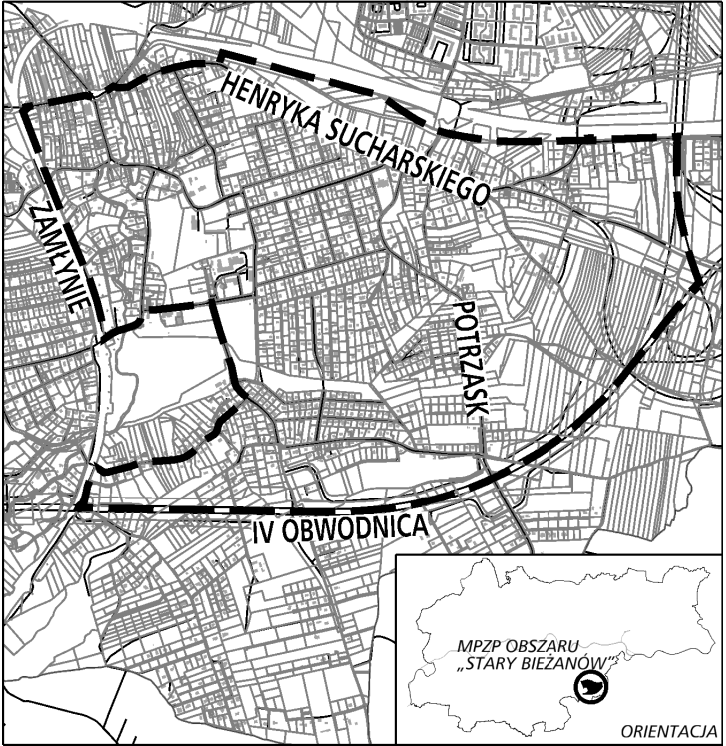 HENRYKA SUCHARSKIEGO
ZAMŁYNIE
POTRZASK
IV OBWODNICA
MPZP OBSZARU
„STARY BIEŻANÓW”
ORIENTACJA